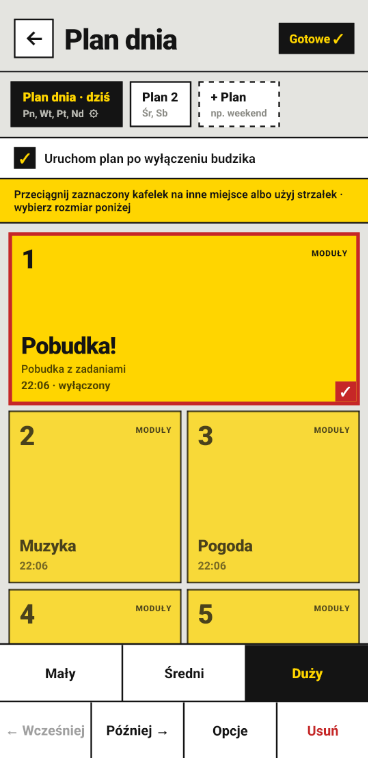 ← Plan dnia
Gotowe ✓
Plan dnia · dziś
Pn, Wt, Pt, Nd ⚙
Plan 2
Śr, Sb
+ Plan
np. weekend
✓ Uruchom plan po wyłączeniu budzika
Przeciągnij zaznaczony kafelek na inne miejsce albo użyj strzałek ·
wybierz rozmiar poniżej
1
MODUŁY
Pobudka!
Pobudka z zadaniami
22:06 · wyłączony
✓
2
MODUŁY
Muzyka
22:06
3
MODUŁY
Pogoda
22:06
4
MODUŁY
5
MODUŁY
Mały
Średni
Duży
← Wcześniej
Później →
Opcje
Usuń